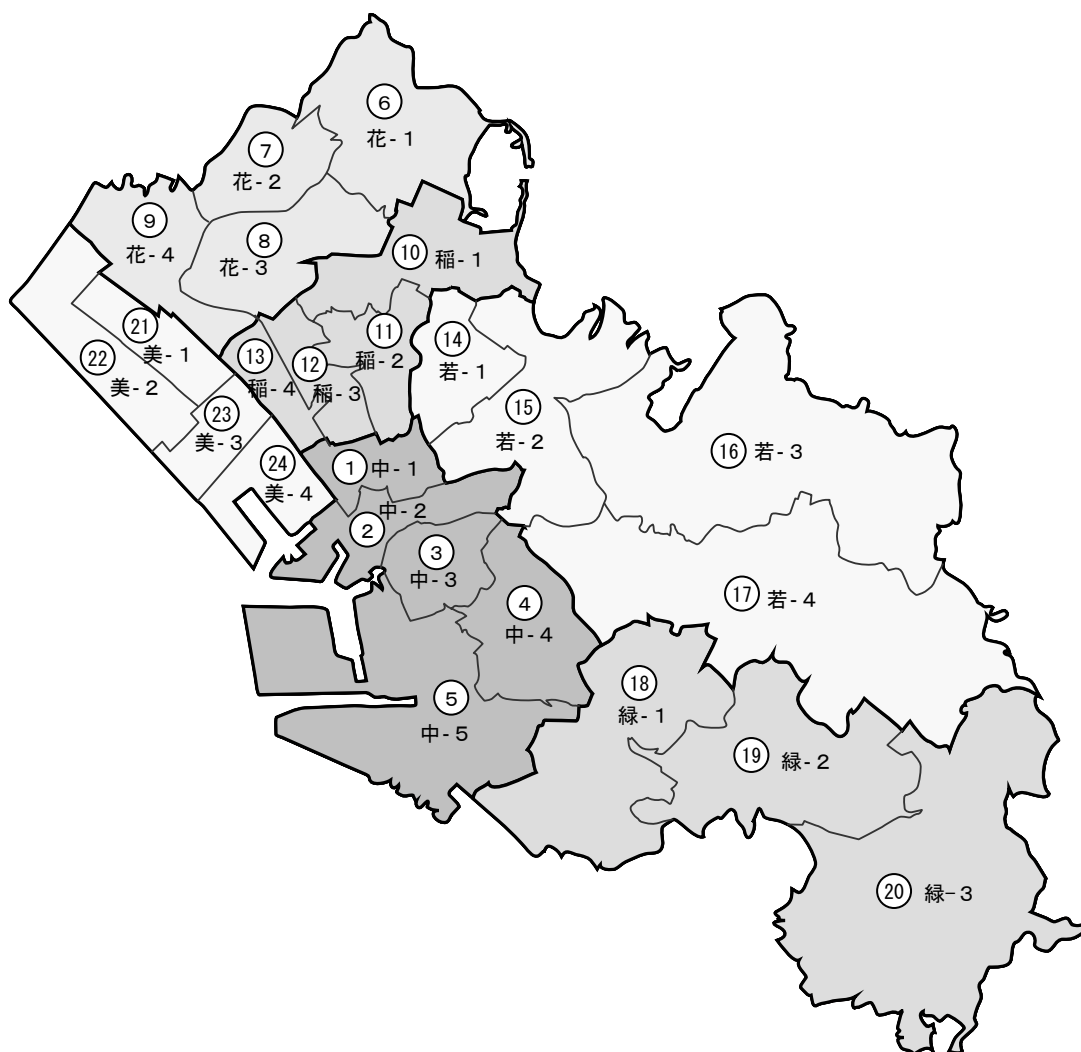 ⑥
花-1
⑦
花-2
⑨
花-4
⑧
花-3
⑩ 稲-1
㉑
美-1
㉒
美-2
⑬
稲-4
⑫
稲-3
⑪
稲-2
⑭
若-1
⑮
若-2
㉓
美-3
㉔
美-4
① 中-1
中-2
②
③
中-3
④
中-4
⑤
中-5
⑯ 若-3
⑰ 若-4
⑱
緑-1
⑲ 緑-2
⑳ 緑-3